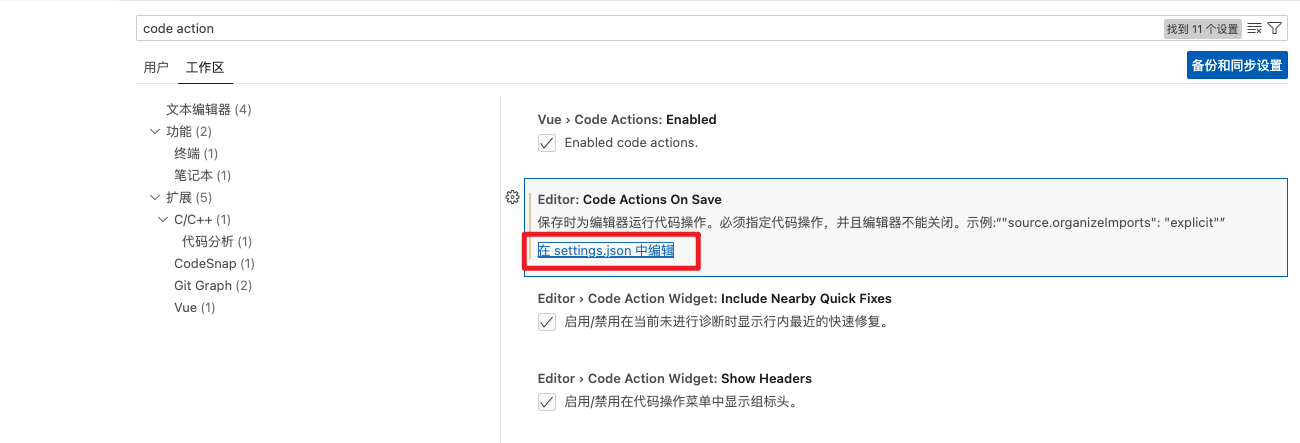 code action
找到 11 个设置
用户
工作区
备份和同步设置
文本编辑器 (4)
功能 (2)
终端 (1)
笔记本 (1)
扩展 (5)
C/C++ (1)
代码分析 (1)
CodeSnap (1)
Git Graph (2)
Vue (1)
Vue › Code Actions: Enabled
Enabled code actions.
Editor: Code Actions On Save
保存时为编辑器运行代码操作。必须指定代码操作，并且编辑器不能关闭。示例:“"source.organizeImports": "explicit"”
在 settings.json 中编辑
Editor › Code Action Widget: Include Nearby Quick Fixes
启用/禁用在当前未进行诊断时显示行内最近的快速修复。
Editor › Code Action Widget: Show Headers
启用/禁用在代码操作菜单中显示组标头。